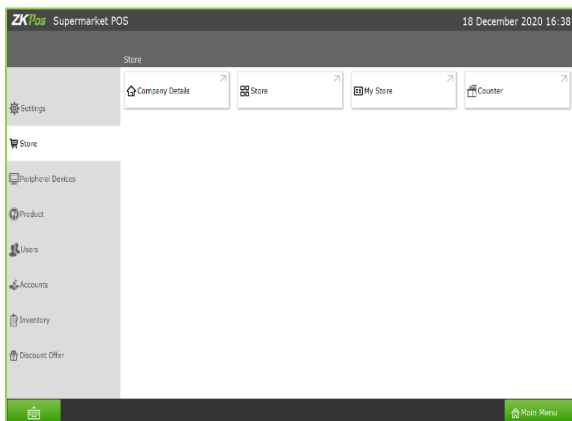 ZKPos Supermarket POS 18 December 2020 16:38
Store
Company Details Store My Store Counter
Settings
Store
Peripheral Devices
Product
Users
Accounts
Inventory
Discount Offer
Main Menu